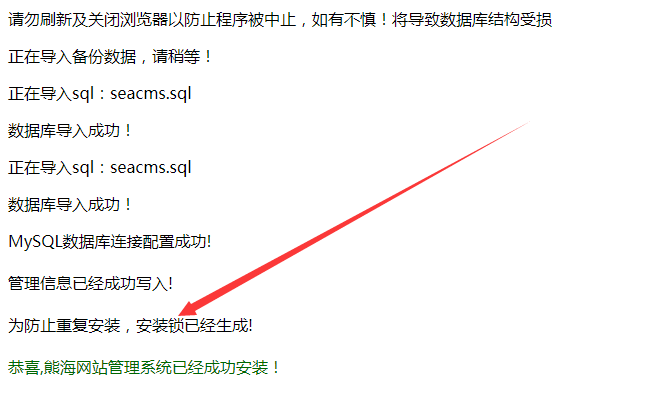 请勿刷新及关闭浏览器以防止程序被中止，如有不慎！将导致数据库结构受损
正在导入备份数据，请稍等！
正在导入sql：seacms.sql
数据库导入成功！
正在导入sql：seacms.sql
数据库导入成功！
MySQL数据库连接配置成功!
管理信息已经成功写入!
为防止重复安装，安装锁已经生成!
恭喜,熊海网站管理系统已经成功安装！